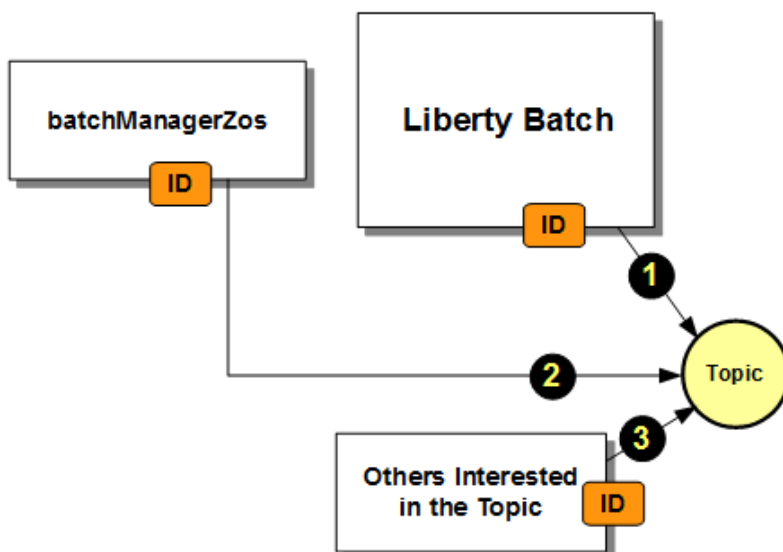 batchManagerZos
ID
Liberty Batch
ID
1
2
Topic
3
Others Interested
in the Topic
ID